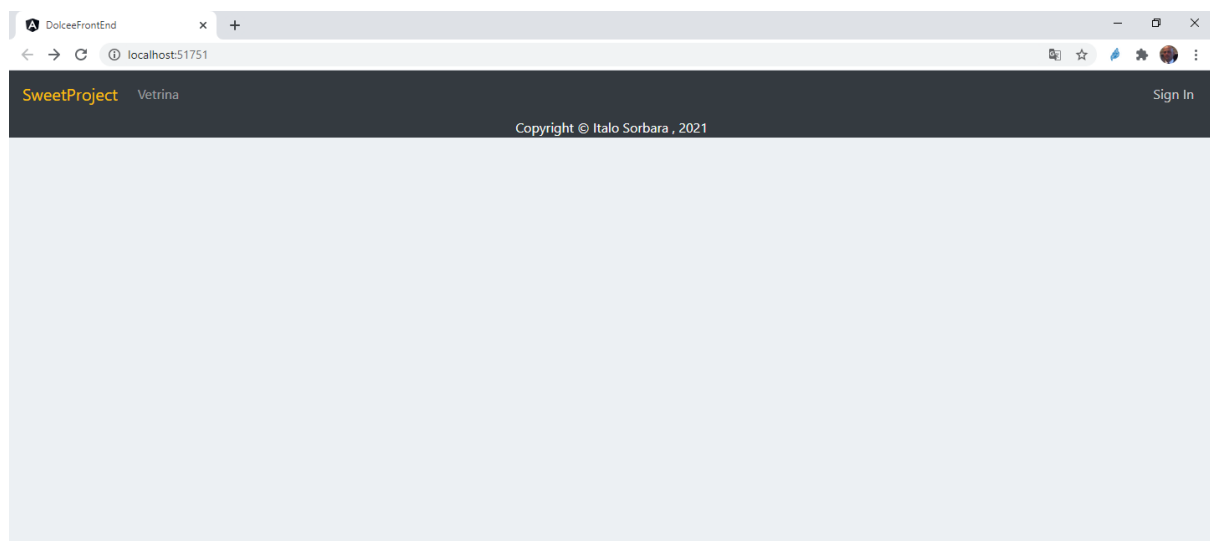 DolceeFrontEnd
localhost:51751
SweetProject Vetrina Sign In
Copyright © Italo Sorbara , 2021